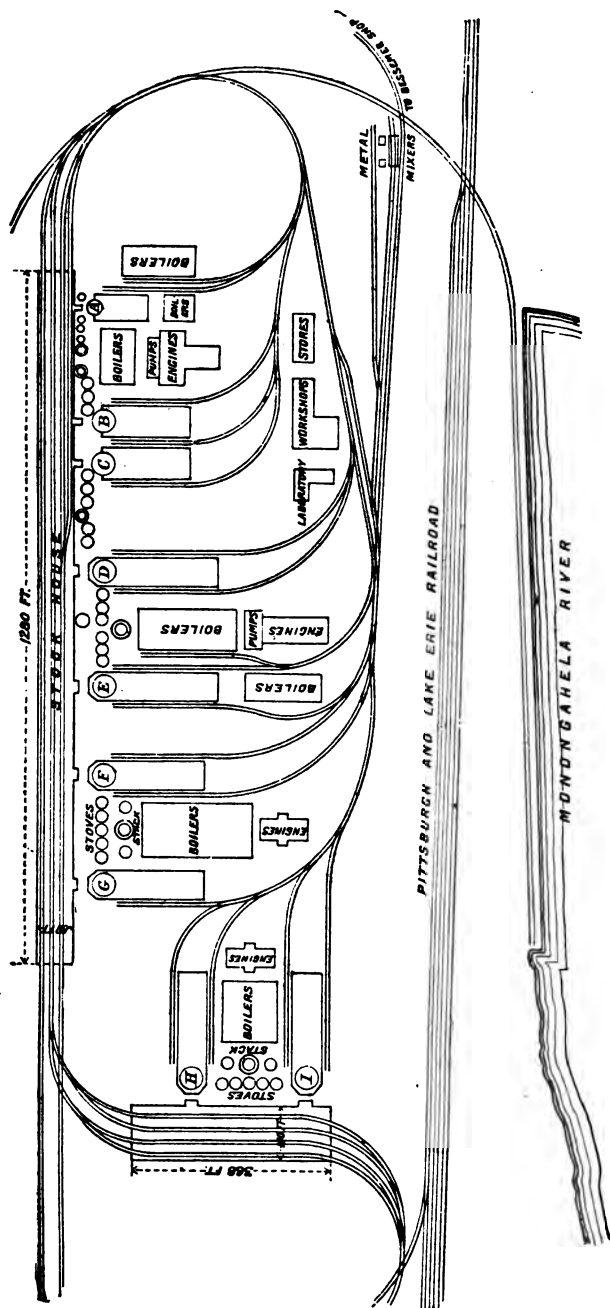 TO BESSEMER SHOP
METAL
MIXERS
BOILERS
A
BOILERS
BOILERS
PUMPS
ENGINES
STORES
B
WORKSHOPS
C
LABORATORY
STOCK HOUSE
1280 FT.
D
BOILERS
PUMPS
ENGINES
E
BOILERS
F
STOVES
STACK
BOILERS
ENGINES
G
ENGINES
BOILERS
STACK
STOVES
H
I
368 FT.
PITTSBURGH AND LAKE ERIE RAILROAD
MONONGAHELA RIVER